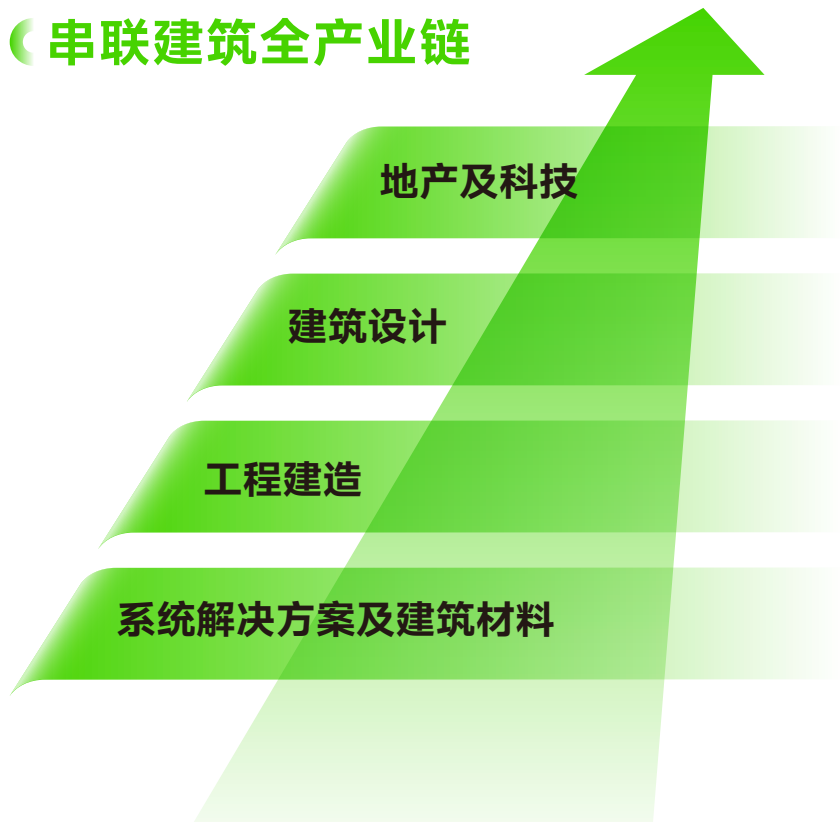 串联建筑全产业链
地产及科技
建筑设计
工程建造
系统解决方案及建筑材料